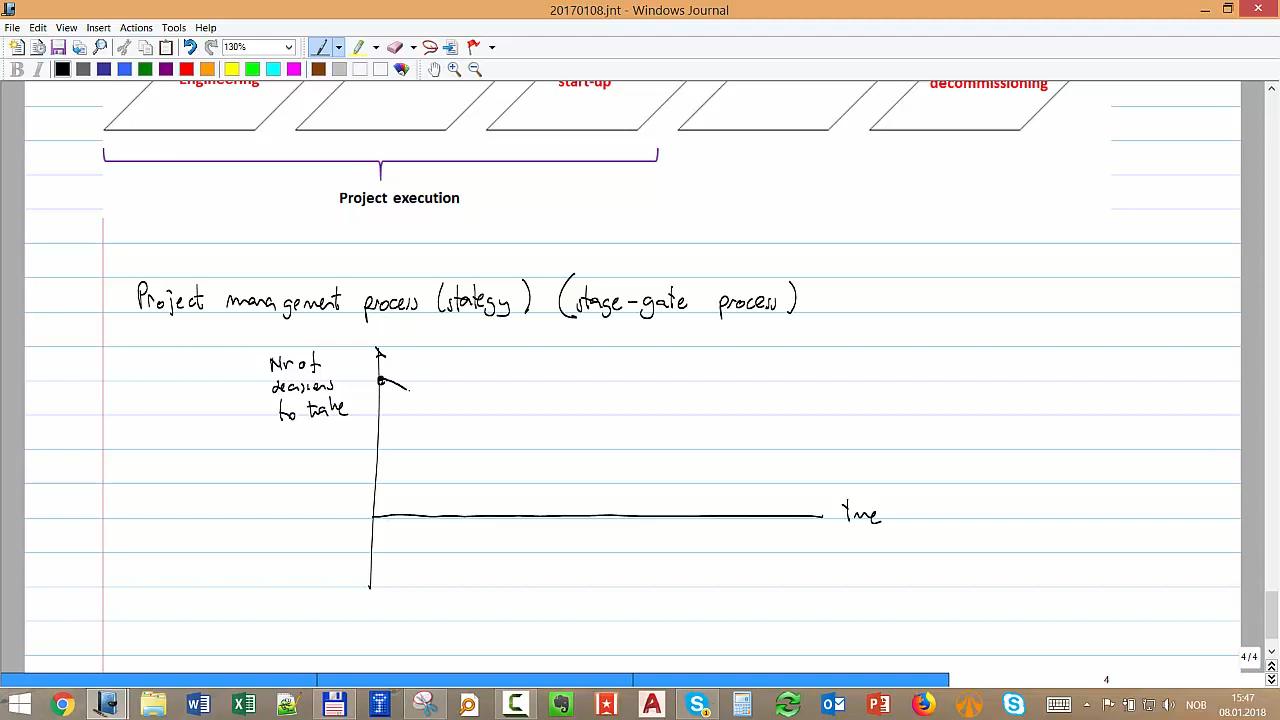 20170108.jnt - Windows Journal
File Edit View Insert Actions Tools Help
130%
B I
Engineering start-up decommissioning
Project execution
Project management process (stategy) (stage-gate process)
Nr of
decisions
to take
time
4/4
4
15:47
NOB
08.01.2018